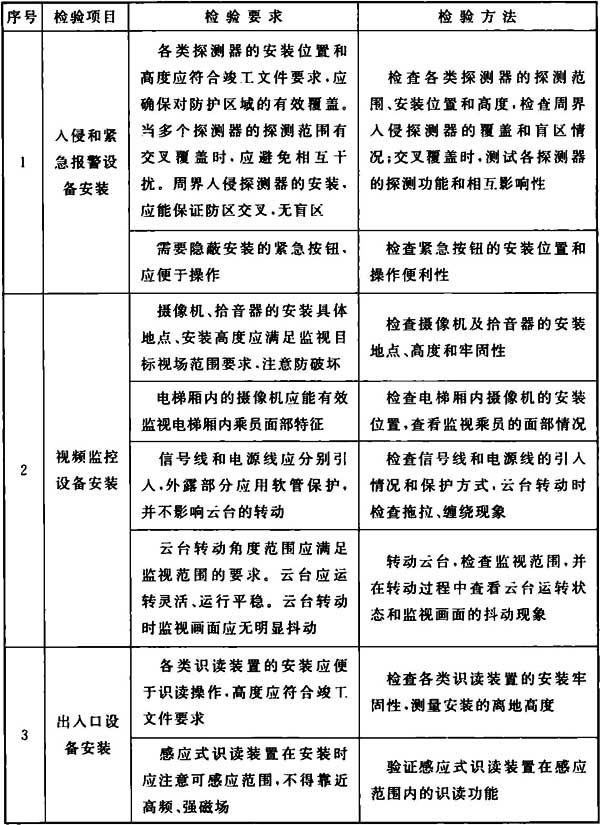 序号 检验项目 检验要求 检验方法
1
人侵和紧
急报警设
备安装
各类探测器的安装位置和
高度应符合竣工文件要求,应
确保对防护区域的有效覆盖。
当多个探测器的探测范围有
交叉覆盖时,应避免相互干
扰。周界人侵探测器的安装,
应能保证防区交叉,无盲区
检查各类探测器的探测范
围、安装位置和高度,检查周界
人侵探测器的覆盖和盲区情
况;交叉覆盖时,测试各探测器
的探测功能和相互影响性
需要隐蔽安装的紧急按钮,
应便于操作
检查紧急按钮的安装位置和
操作便利性
2
视频监控
设备安装
摄像机、拾音器的安装具体
地点、安装高度应满足监视目
标视场范围要求,注意防破坏
检查摄像机及拾音器的安装
地点、高度和牢固性
电梯厢内的摄像机应能有效
监视电梯厢内乘员面部特征
检查电梯厢内摄像机的安装
位置,查看监视乘员的面部情况
信号线和电源线应分别引
人,外露部分应用软管保护,
并不影响云台的转动
检查信号线和电源线的引人
情况和保护方式,云台转动时
检查拖拉、缠绕现象
云台转动角度范围应满足
监视范围的要求。云台应运
转灵活、运行平稳。云台转动
时监视画面应无明显抖动
转动云台,检查监视范围,并
在转动过程中查看云台运转状
态和监视画面的抖动现象
3
出入口设
备安装
各类识读装置的安装应便
于识读操作,高度应符合竣工
文件要求
检查各类识读装置的安装牢
固性,测量安装的离地高度
感应式识读装置在安装时
应注意可感应范围,不得靠近
高频、强磁场
验证感应式识读装置在感应
范围内的识读功能